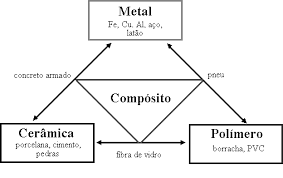 Metal
Fe, Cu, Al, aço,
latão
concreto armado
pneu
Compósito
Cerâmica
porcelana, cimento,
pedras
Polímero
borracha, PVC
fibra de vidro